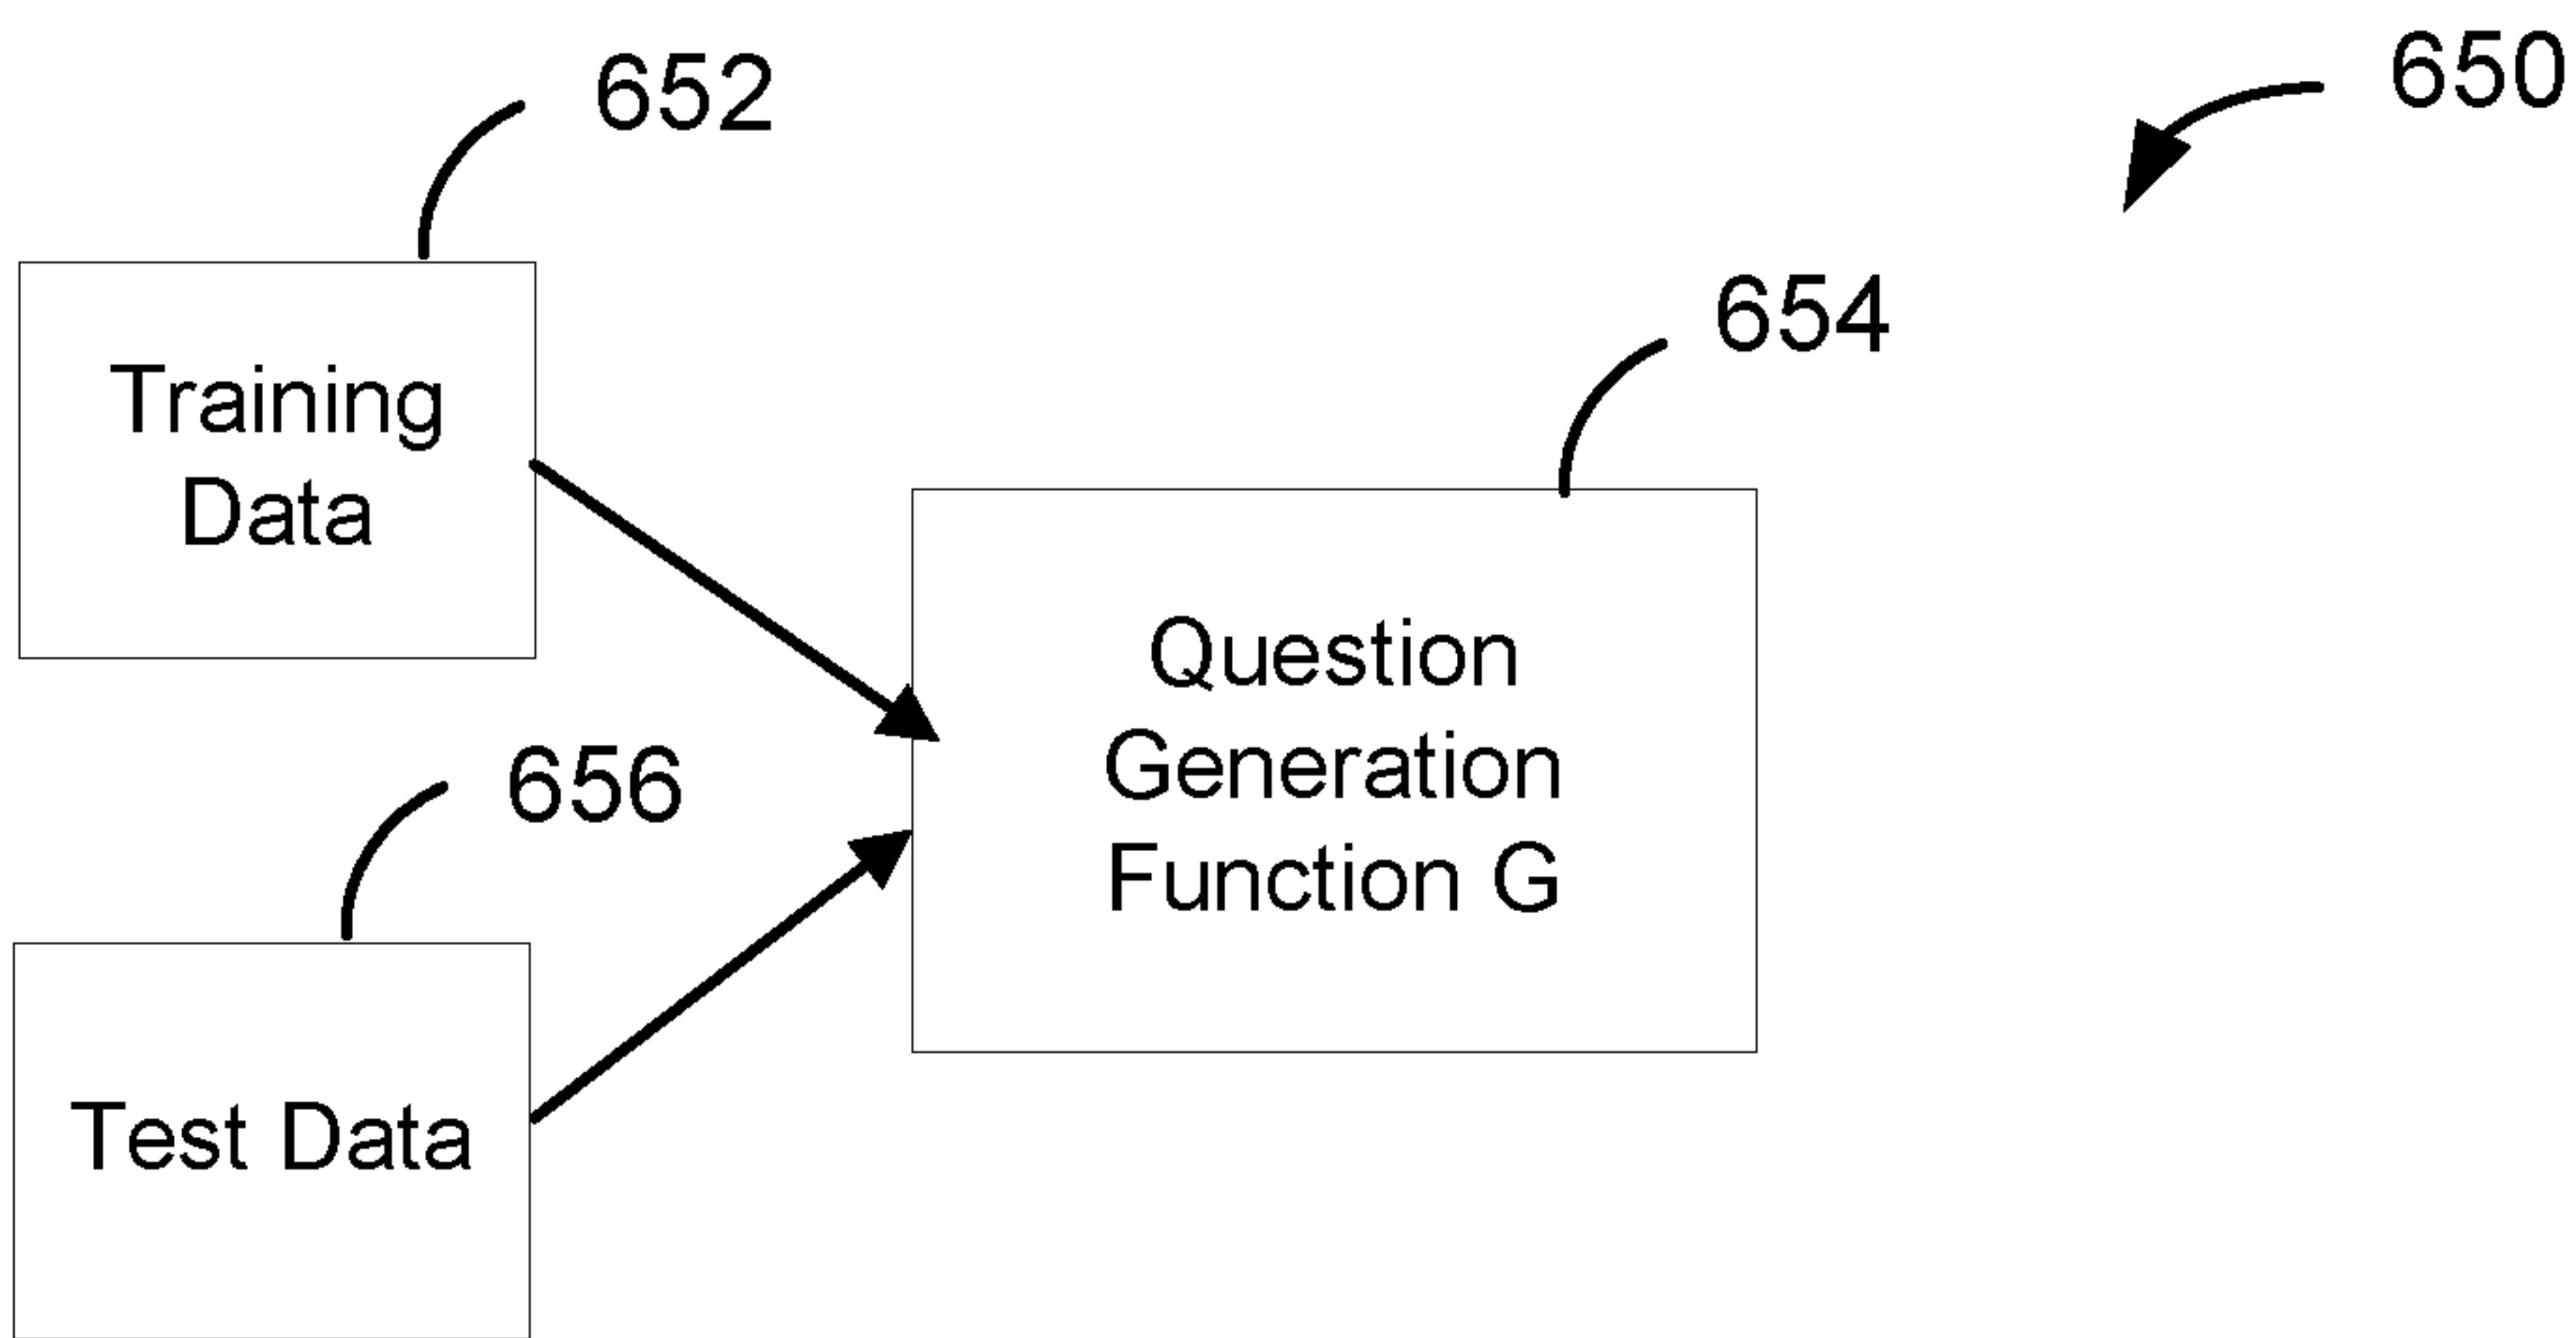 652
650
654
Training
Data
Question
Generation
Function G
656
Test Data